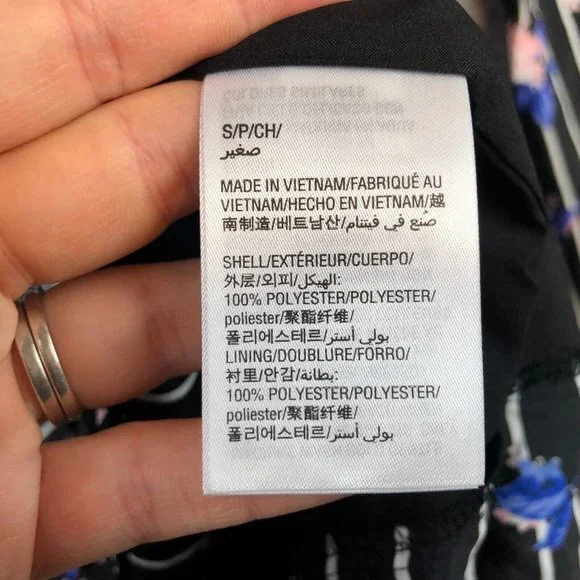 S/P/CH/
صغير
MADE IN VIETNAM/FABRIQUÉ AU
VIETNAM/HECHO EN VIETNAM/越
南制造/베트남산/صُنع في فيتنام
SHELL/EXTÉRIEUR/CUERPO/
外层/외피/الهيكل:
100% POLYESTER/POLYESTER/
poliester/聚酯纤维/
폴리에스테르/بولي أستر
LINING/DOUBLURE/FORRO/
衬里/안감/بطانة:
100% POLYESTER/POLYESTER/
poliester/聚酯纤维/
폴리에스테르/بولي أستر